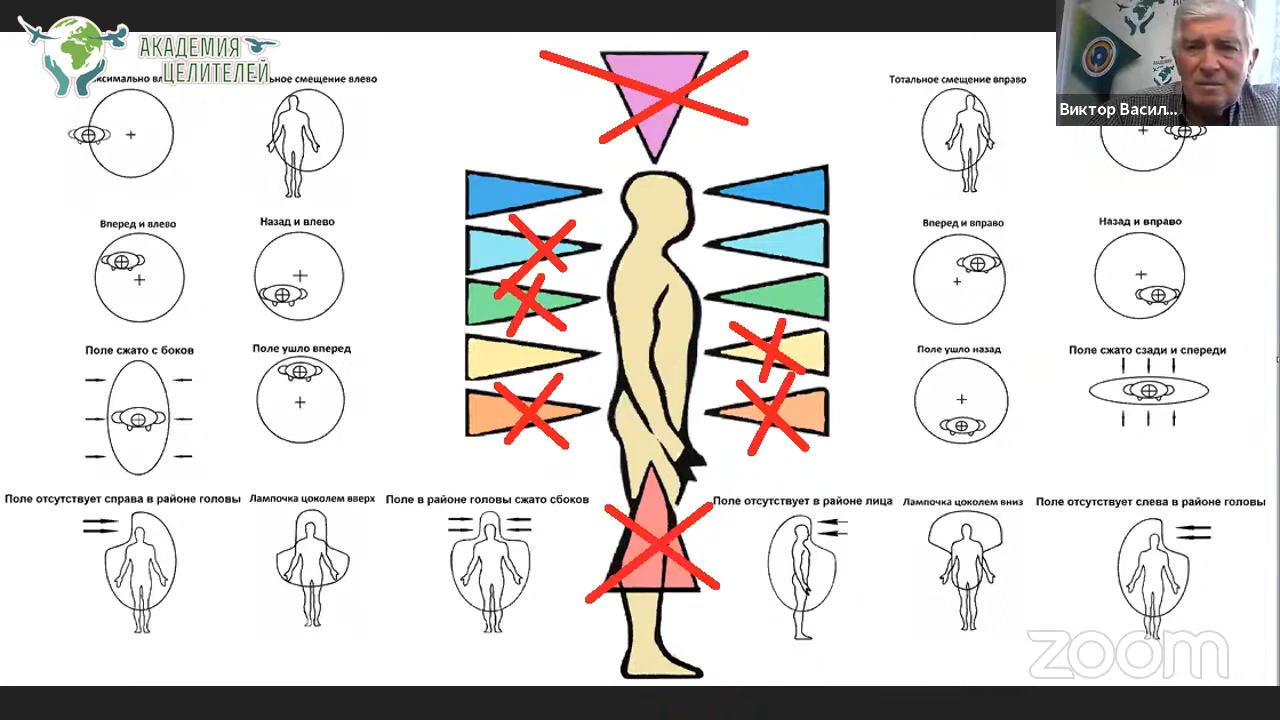 АКАДЕМИЯ
ЦЕЛИТЕЛЕЙ
смещение влево
Тотальное смещение вправо
Виктор Васил...
Вперед и влево
Назад и влево
Вперед и вправо
Назад и вправо
Поле сжато с боков
Поле ушло вперед
Поле ушло назад
Поле сжато сзади и спереди
Поле отсутствует справа в районе головы
Лампочка цоколем вверх
Поле в районе головы сжато сбоков
Поле отсутствует в районе лица
Лампочка цоколем вниз
Поле отсутствует слева в районе головы
zoom